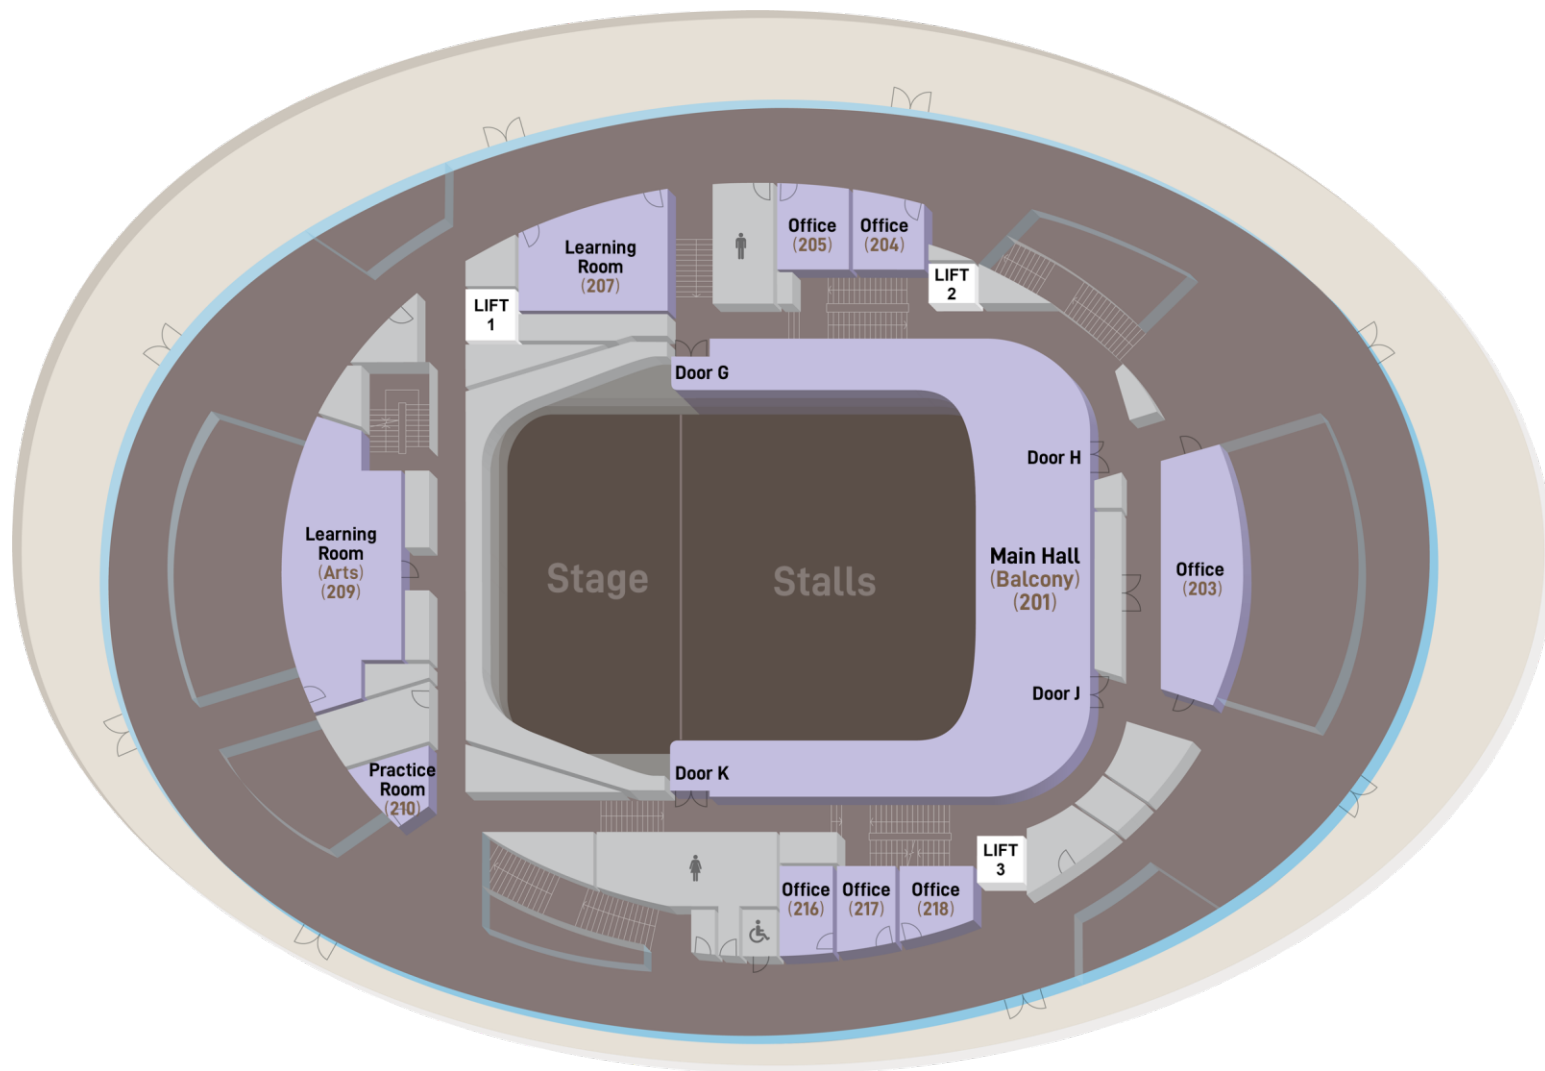 Office
(205)
Office
(204)
Learning
Room
(207)
LIFT
1
LIFT
2
Door G
Door H
Learning
Room
(Arts)
(209)
Stage
Stalls
Main Hall
(Balcony)
(201)
Office
(203)
Door J
Practice
Room
(210)
Door K
LIFT
3
Office
(216)
Office
(217)
Office
(218)